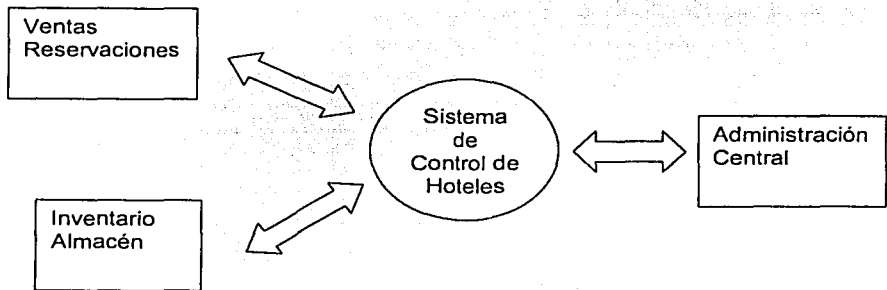 Ventas
Reservaciones
Sistema
de
Control de
Hoteles
Administración
Central
Inventario
Almacén